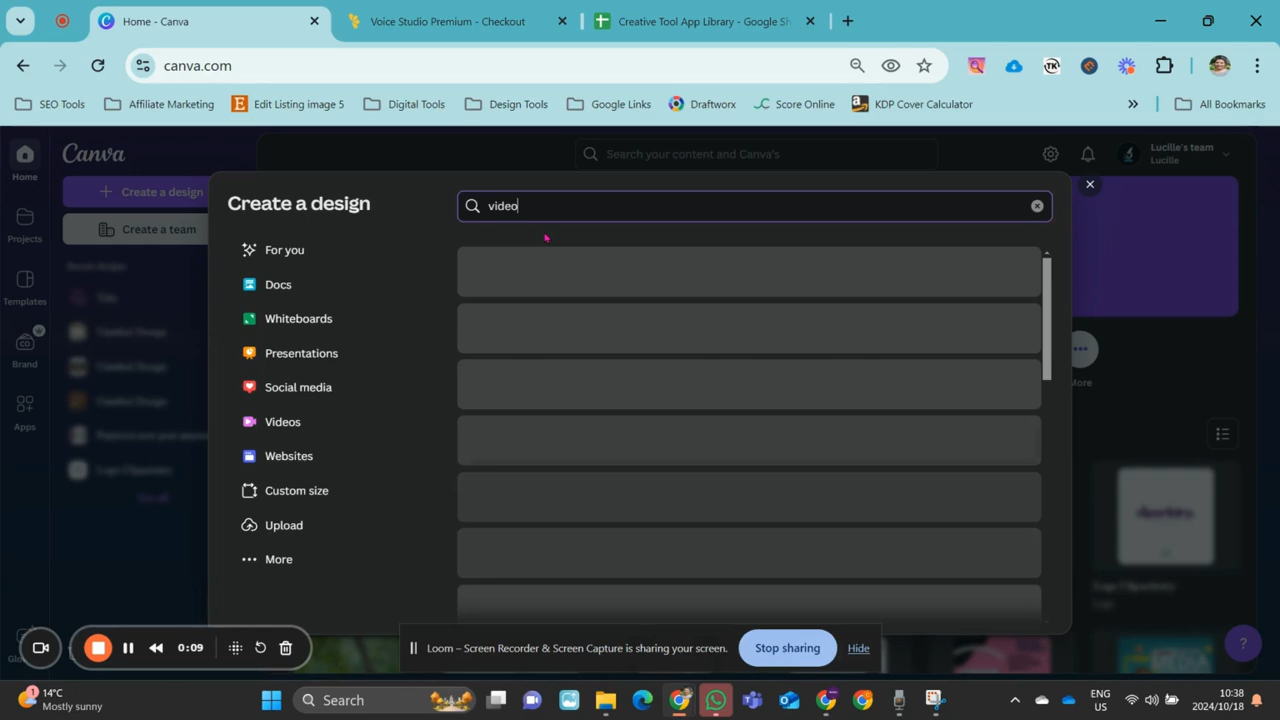 Home - Canva
Voice Studio Premium - Checkout
Creative Tool App Library - Google Sh
canva.com
SEO Tools
Affiliate Marketing
Edit Listing image 5
Digital Tools
Design Tools
Google Links
Draftworx
Score Online
KDP Cover Calculator
All Bookmarks
Home
Projects
Templates
Brand
Apps
Canva
Create a design
Create a team
Search your content and Canva's
Lucille's team
Lucille
Create a design
video
For you
Docs
Whiteboards
Presentations
Social media
Videos
Websites
Custom size
Upload
More
More
0:09
Loom – Screen Recorder & Screen Capture is sharing your screen.
Stop sharing
Hide
1
14°C
Mostly sunny
Search
ENG
US
10:38
2024/10/18